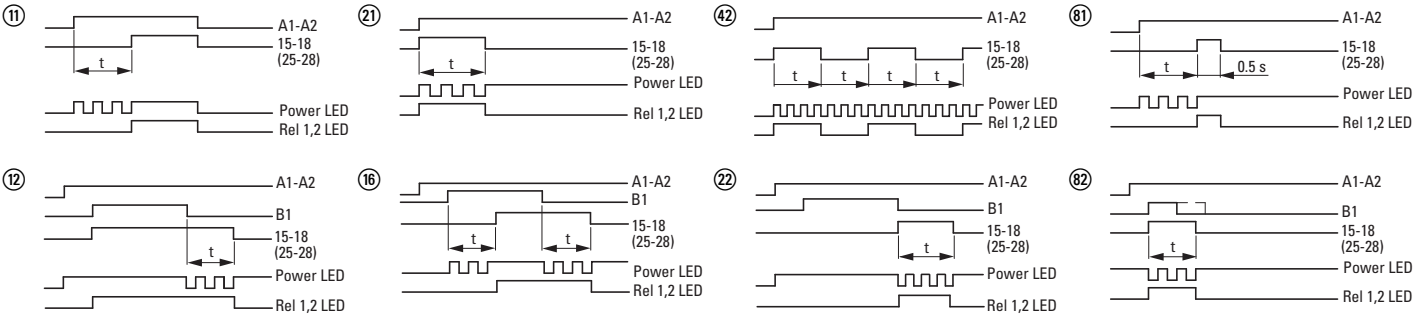 11
A1-A2
15-18
(25-28)
t
Power LED
Rel 1,2 LED
21
A1-A2
15-18
(25-28)
t
Power LED
Rel 1,2 LED
42
A1-A2
15-18
(25-28)
t t t t
Power LED
Rel 1,2 LED
81
A1-A2
15-18
(25-28)
t 0.5 s
Power LED
Rel 1,2 LED
12
A1-A2
B1
15-18
(25-28)
t
Power LED
Rel 1,2 LED
16
A1-A2
B1
15-18
(25-28)
t t
Power LED
Rel 1,2 LED
22
A1-A2
B1
15-18
(25-28)
t
Power LED
Rel 1,2 LED
82
A1-A2
B1
15-18
(25-28)
t
Power LED
Rel 1,2 LED